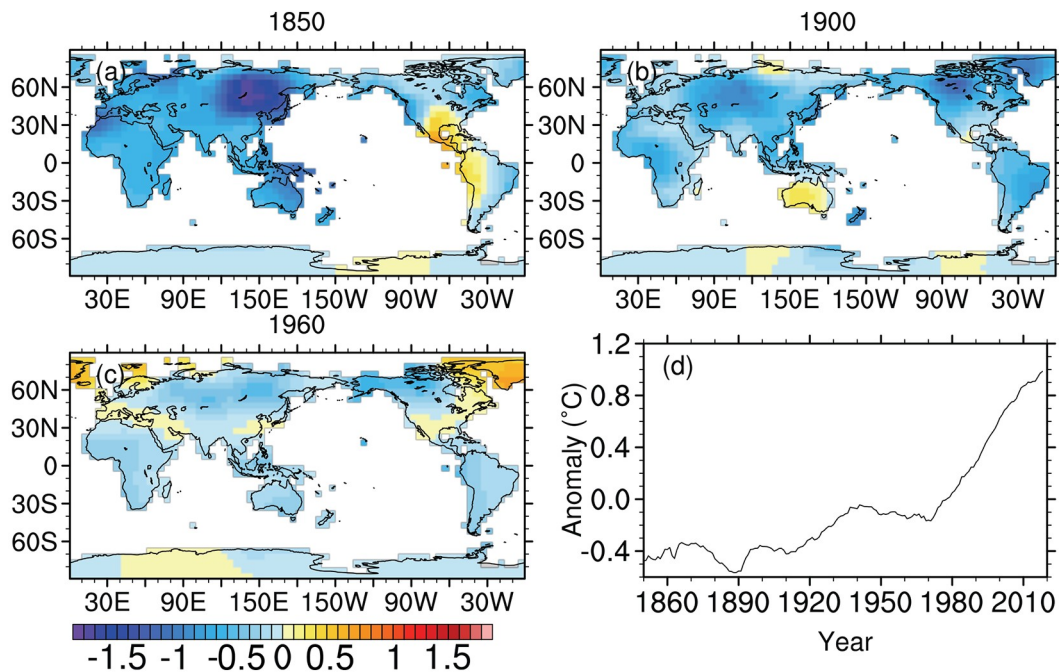 1850
1900
(a)
60N
30N
0
30S
60S
30E 90E 150E 150W 90W 30W
(b)
60N
30N
0
30S
60S
30E 90E 150E 150W 90W 30W
1960
(c)
60N
30N
0
30S
60S
30E 90E 150E 150W 90W 30W
-1.5 -1 -0.5 0 0.5 1 1.5
(d)
Anomaly (°C)
1.2
0.8
0.4
0.0
-0.4
1860 1890 1920 1950 1980 2010
Year